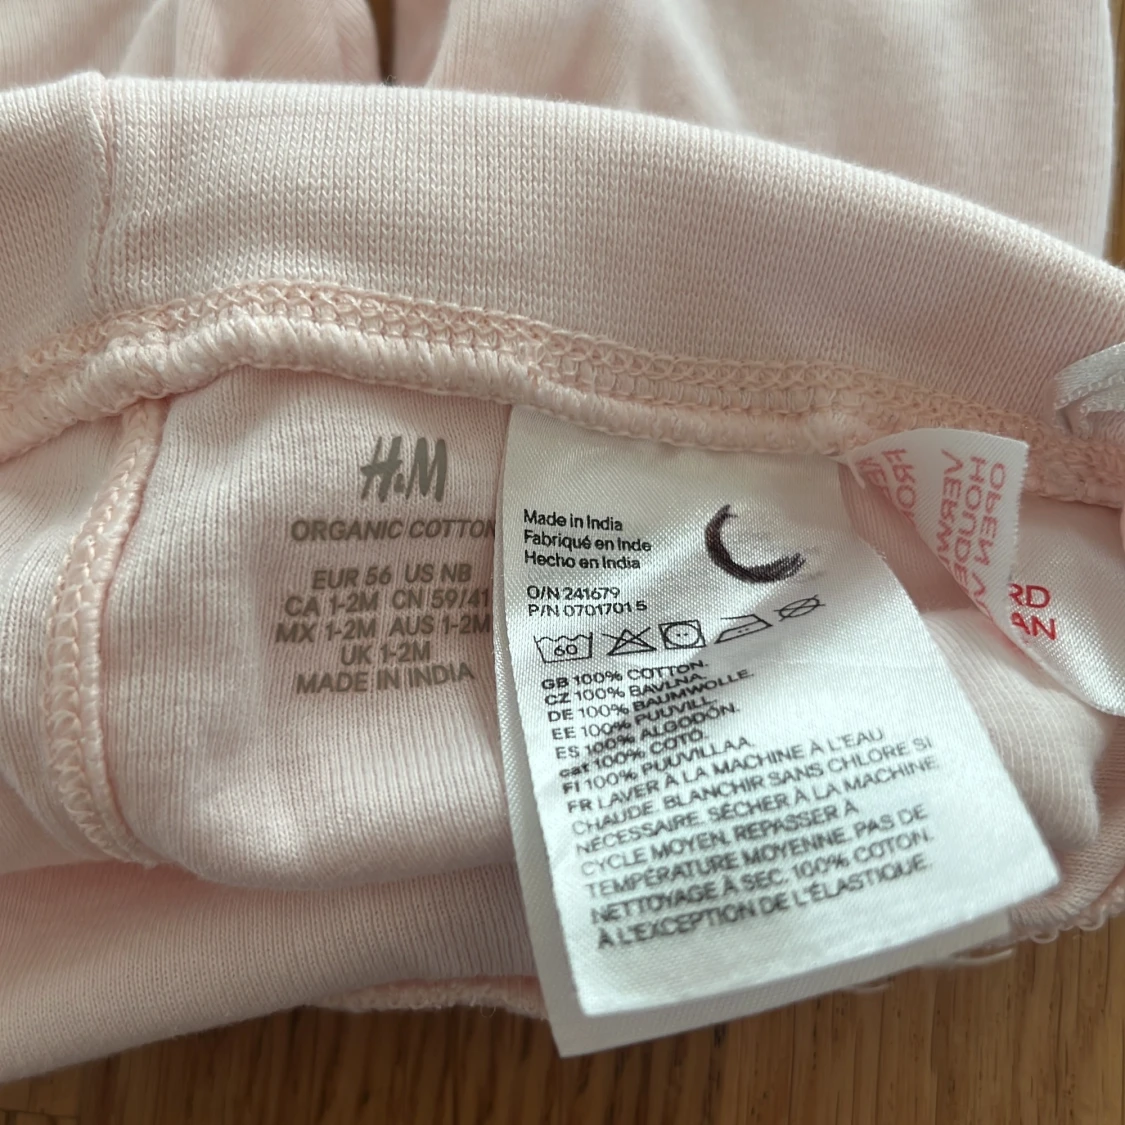 H&M
ORGANIC COTTON
EUR 56 US NB
CA 1-2M CN 59/41
MX 1-2M AUS 1-2M
UK 1-2M
MADE IN INDIA
Made in India
Fabriqué en Inde
Hecho en India
O/N 241679
P/N 0701701 5
60
GB 100% COTTON.
CZ 100% BAVLNA.
DE 100% BAUMWOLLE.
EE 100% PUUVILL.
ES 100% ALGODÓN.
cat 100% COTÓ.
FI 100% PUUVILLAA.
FR LAVER À LA MACHINE À L'EAU
CHAUDE. BLANCHIR SANS CHLORE SI
NÉCESSAIRE. SÉCHER À LA MACHINE
CYCLE MOYEN. REPASSER À
TEMPÉRATURE MOYENNE. PAS DE
NETTOYAGE À SEC. 100% COTON.
À L'EXCEPTION DE L'ÉLASTIQUE.
RD
AN